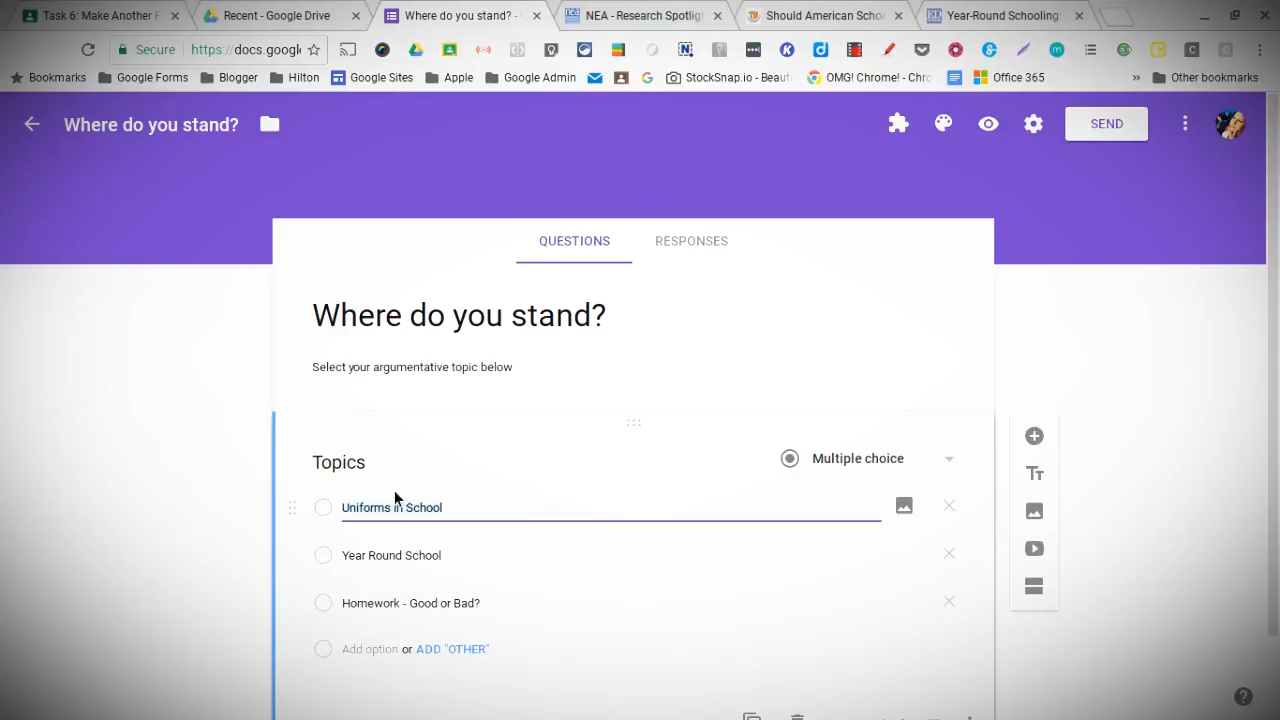 Task 6: Make Another F
Recent - Google Drive
Where do you stand? -
NEA - Research Spotlig
Should American Schoo
Year-Round Schooling:
Secure
https://docs.googl
Bookmarks
Google Forms
Blogger
Hilton
Google Sites
Apple
Google Admin
StockSnap.io - Beaut
OMG! Chrome! - Chro
Office 365
»
Other bookmarks
Where do you stand?
SEND
QUESTIONS
RESPONSES
Where do you stand?
Select your argumentative topic below
Topics
Multiple choice
Uniforms in School
Year Round School
Homework - Good or Bad?
Add option or ADD "OTHER"